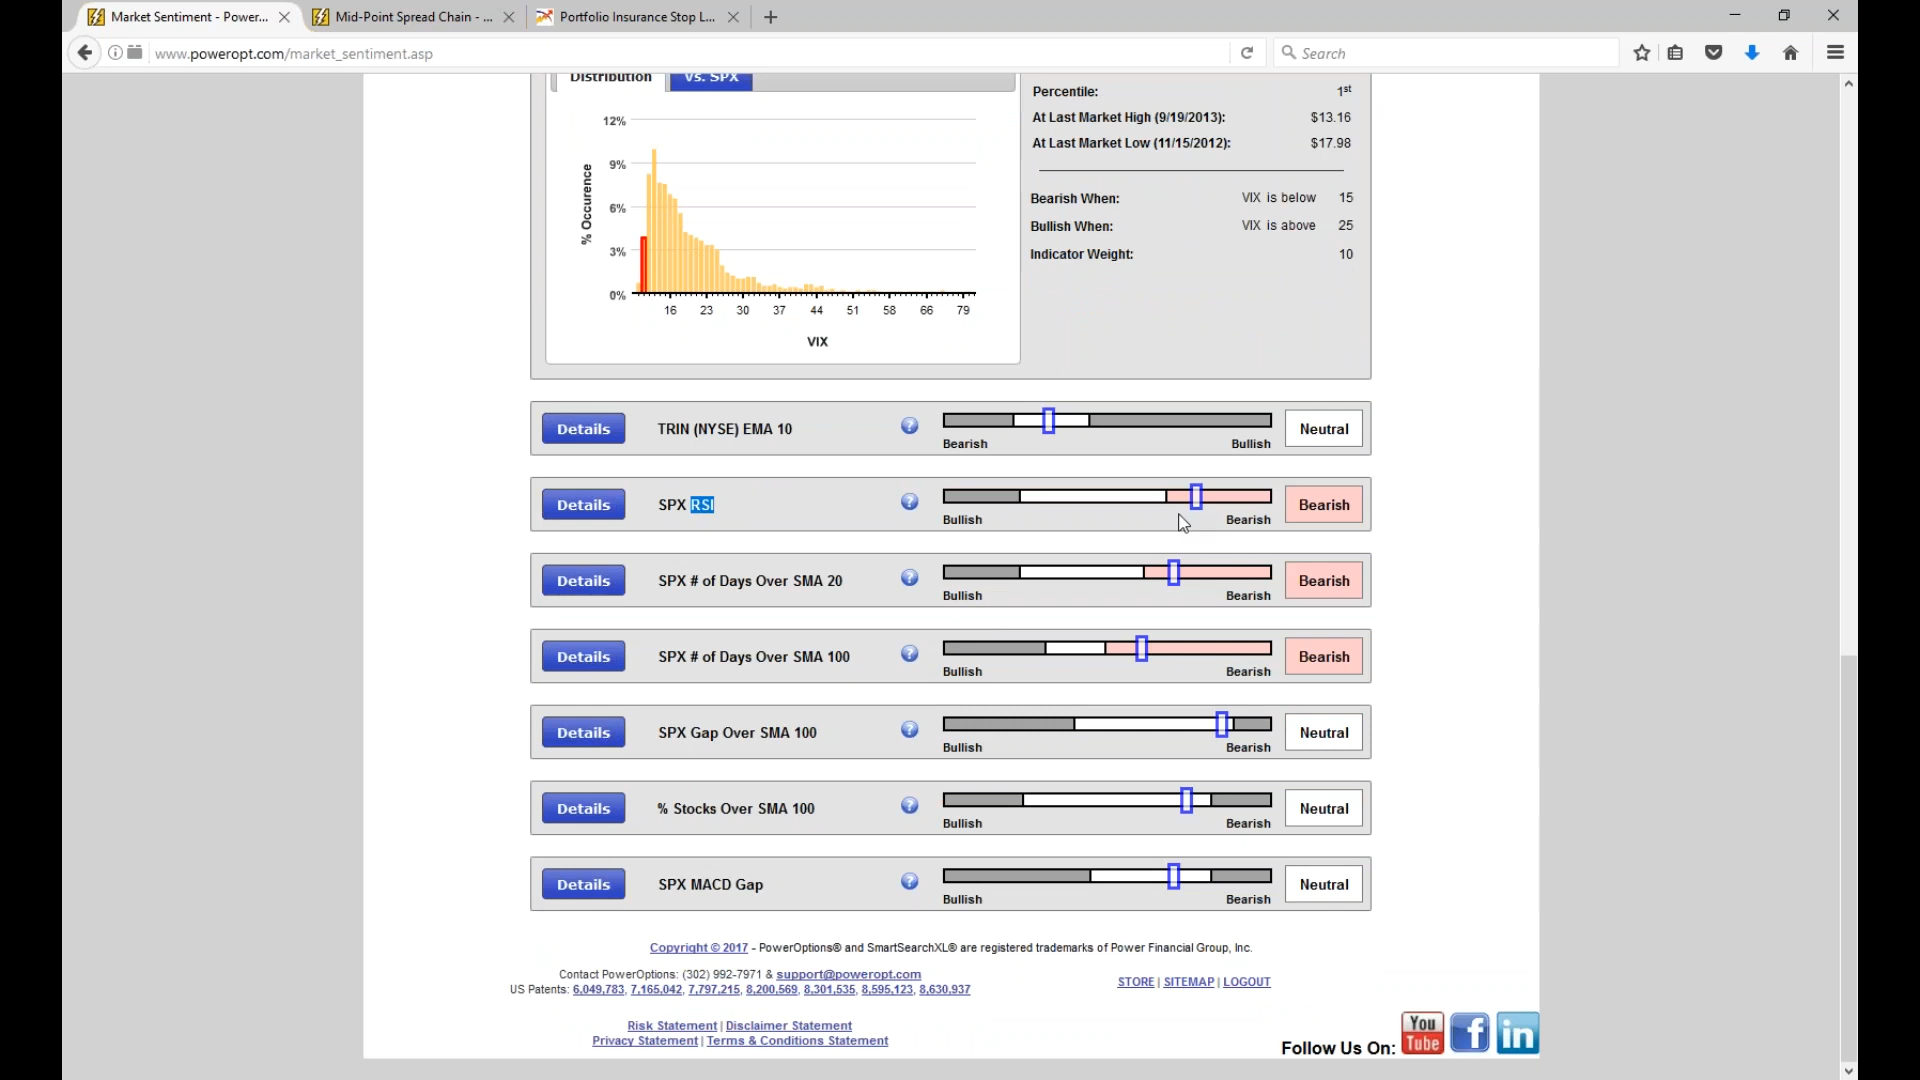 Market Sentiment - Power...
Mid-Point Spread Chain - ...
Portfolio Insurance Stop L...
www.poweropt.com/market_sentiment.asp
Search
Distribution
Vs. SPX
12%
9%
6%
3%
0%
% Occurence
16 23 30 37 44 51 58 66 79
VIX
Percentile: 1st
At Last Market High (9/19/2013): $13.16
At Last Market Low (11/15/2012): $17.98
Bearish When: VIX is below 15
Bullish When: VIX is above 25
Indicator Weight: 10
Details TRIN (NYSE) EMA 10 ? Neutral
Bearish Bullish
Details SPX RSI ? Bearish
Bullish Bearish
Details SPX # of Days Over SMA 20 ? Bearish
Bullish Bearish
Details SPX # of Days Over SMA 100 ? Bearish
Bullish Bearish
Details SPX Gap Over SMA 100 ? Neutral
Bullish Bearish
Details % Stocks Over SMA 100 ? Neutral
Bullish Bearish
Details SPX MACD Gap ? Neutral
Bullish Bearish
Copyright © 2017 - PowerOptions® and SmartSearchXL® are registered trademarks of Power Financial Group, Inc.
Contact PowerOptions: (302) 992-7971 & support@poweropt.com
US Patents: 6,049,783, 7,165,042, 7,797,215, 8,200,569, 8,301,535, 8,595,123, 8,630,937
STORE | SITEMAP | LOGOUT
Risk Statement | Disclaimer Statement
Privacy Statement | Terms & Conditions Statement
Follow Us On: You Tube f in